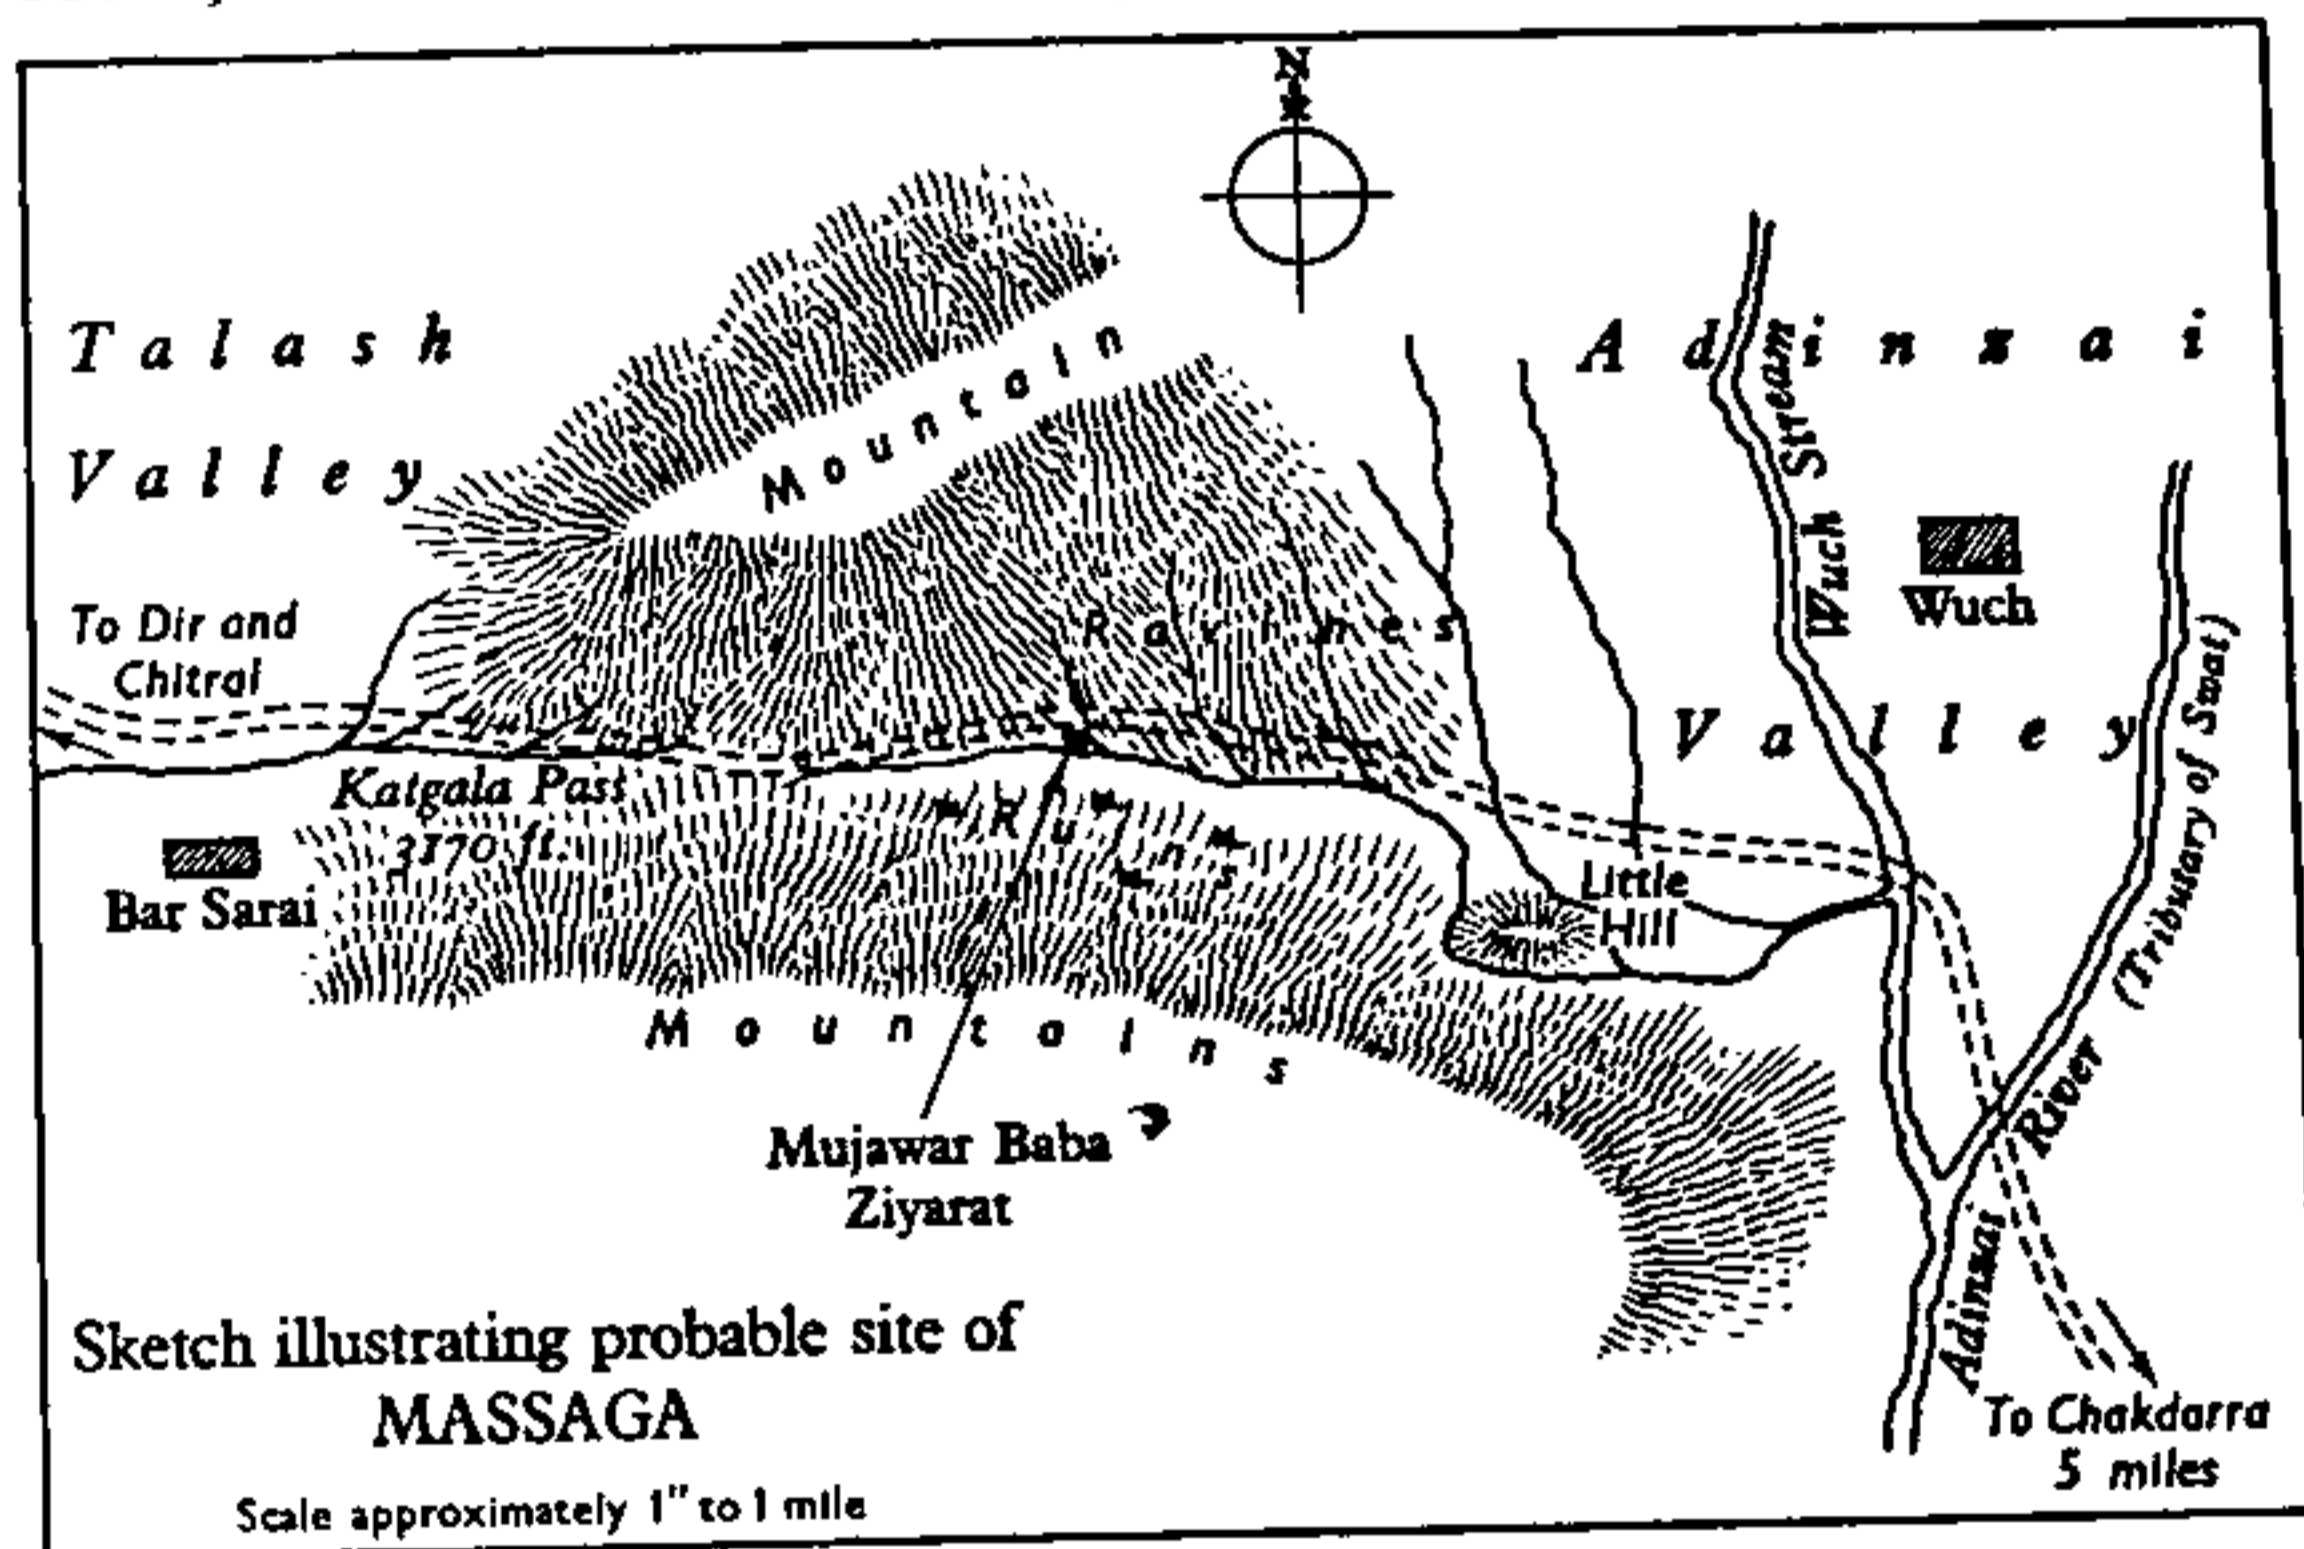 N
Talash
Valley
Adinzai
Valley
Mountain
Ravines
Wuch Stream
Wuch
To Dir and
Chitral
Katgala Pass
3170 ft.
Bar Sarai
Ruins
Little
Hill
Mountains
Mujawar Baba
Ziyarat
Adinzai River (Tributary of Swat)
To Chakdarra
5 miles
Sketch illustrating probable site of
MASSAGA
Scale approximately 1" to 1 mile